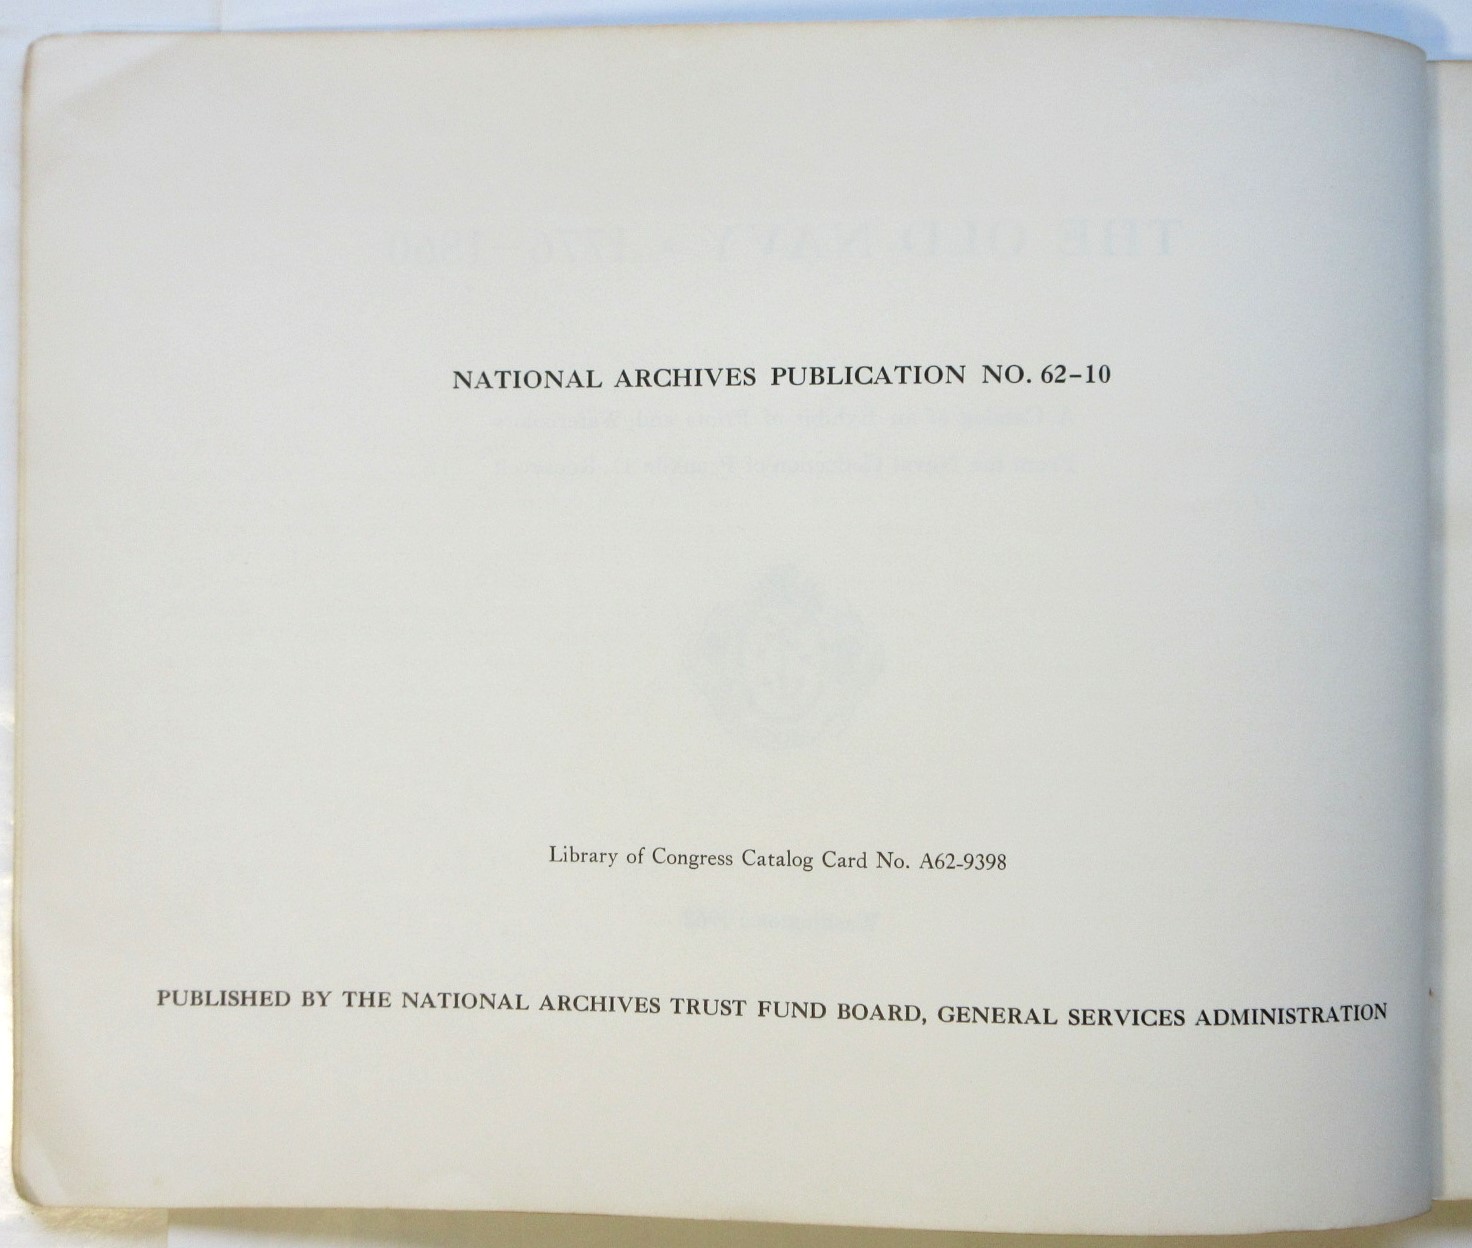 NATIONAL ARCHIVES PUBLICATION NO. 62–10
Library of Congress Catalog Card No. A62-9398
PUBLISHED BY THE NATIONAL ARCHIVES TRUST FUND BOARD, GENERAL SERVICES ADMINISTRATION